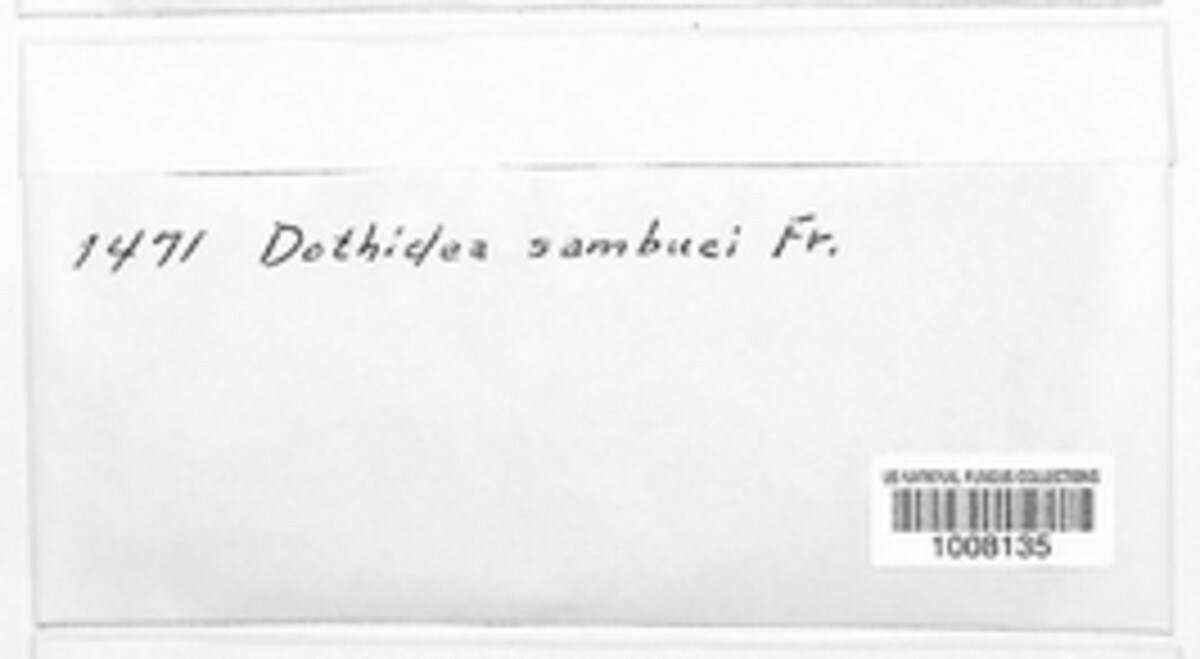 1471 Dothidea sambuci Fr.
US NATIONAL FUNGUS COLLECTIONS
1008135